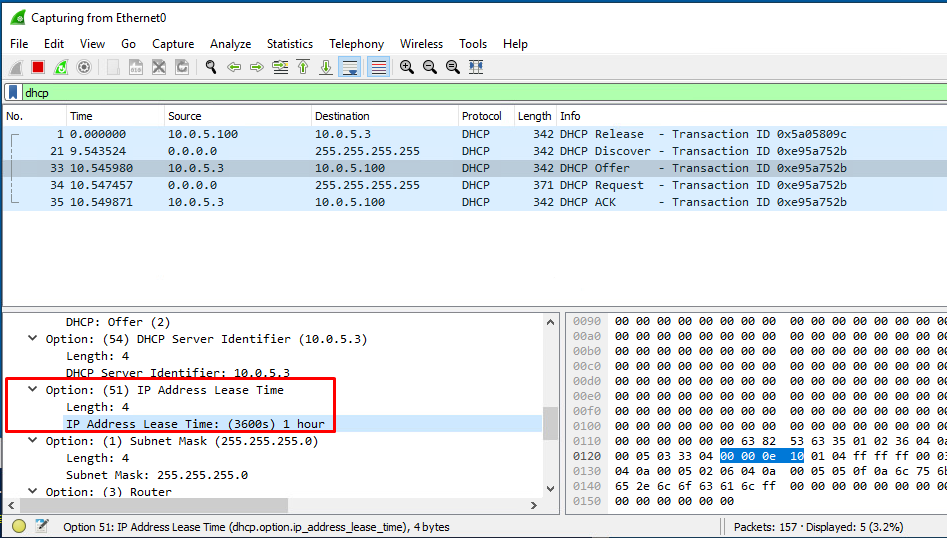 Capturing from Ethernet0
File Edit View Go Capture Analyze Statistics Telephony Wireless Tools Help
dhcp
No. Time Source Destination Protocol Length Info
1 0.000000 10.0.5.100 10.0.5.3 DHCP 342 DHCP Release - Transaction ID 0x5a05809c
21 9.543524 0.0.0.0 255.255.255.255 DHCP 342 DHCP Discover - Transaction ID 0xe95a752b
33 10.545980 10.0.5.3 10.0.5.100 DHCP 342 DHCP Offer - Transaction ID 0xe95a752b
34 10.547457 0.0.0.0 255.255.255.255 DHCP 371 DHCP Request - Transaction ID 0xe95a752b
35 10.549871 10.0.5.3 10.0.5.100 DHCP 342 DHCP ACK - Transaction ID 0xe95a752b
DHCP: Offer (2)
Option: (54) DHCP Server Identifier (10.0.5.3)
Length: 4
DHCP Server Identifier: 10.0.5.3
Option: (51) IP Address Lease Time
Length: 4
IP Address Lease Time: (3600s) 1 hour
Option: (1) Subnet Mask (255.255.255.0)
Length: 4
Subnet Mask: 255.255.255.0
Option: (3) Router
0090 00 00 00 00 00 00 00 00 00 00 00 00 00 00 00 00
00a0 00 00 00 00 00 00 00 00 00 00 00 00 00 00 00 00
00b0 00 00 00 00 00 00 00 00 00 00 00 00 00 00 00 00
00c0 00 00 00 00 00 00 00 00 00 00 00 00 00 00 00 00
00d0 00 00 00 00 00 00 00 00 00 00 00 00 00 00 00 00
00e0 00 00 00 00 00 00 00 00 00 00 00 00 00 00 00 00
00f0 00 00 00 00 00 00 00 00 00 00 00 00 00 00 00 00
0100 00 00 00 00 00 00 00 00 00 00 00 00 00 00 00 00
0110 00 00 00 00 00 00 63 82 53 63 35 01 02 36 04 0a
0120 00 05 03 33 04 00 00 0e 10 01 04 ff ff ff 00 03
0130 04 0a 00 05 02 06 04 0a 00 05 05 0f 0a 6c 75 6b
0140 65 2e 6c 6f 63 61 6c ff 00 00 00 00 00 00 00 00
0150 00 00 00 00 00 00
Option 51: IP Address Lease Time (dhcp.option.ip_address_lease_time), 4 bytes
Packets: 157 · Displayed: 5 (3.2%)